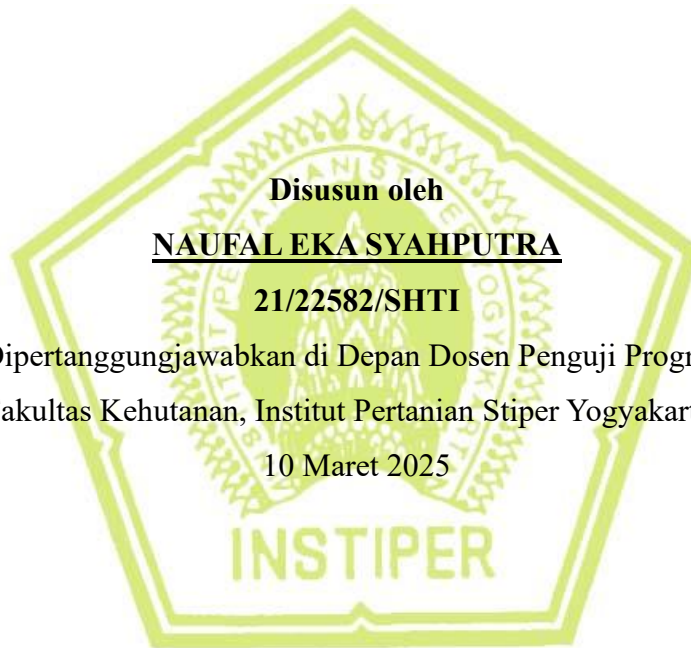 Disusun oleh
NAUFAL EKA SYAHPUTRA
21/22582/SHTI
Dipertanggungjawabkan di Depan Dosen Penguji Progr
akultas Kehutanan, Institut Pertanian Stiper Yogyakar
10 Maret 2025
INSTIPER